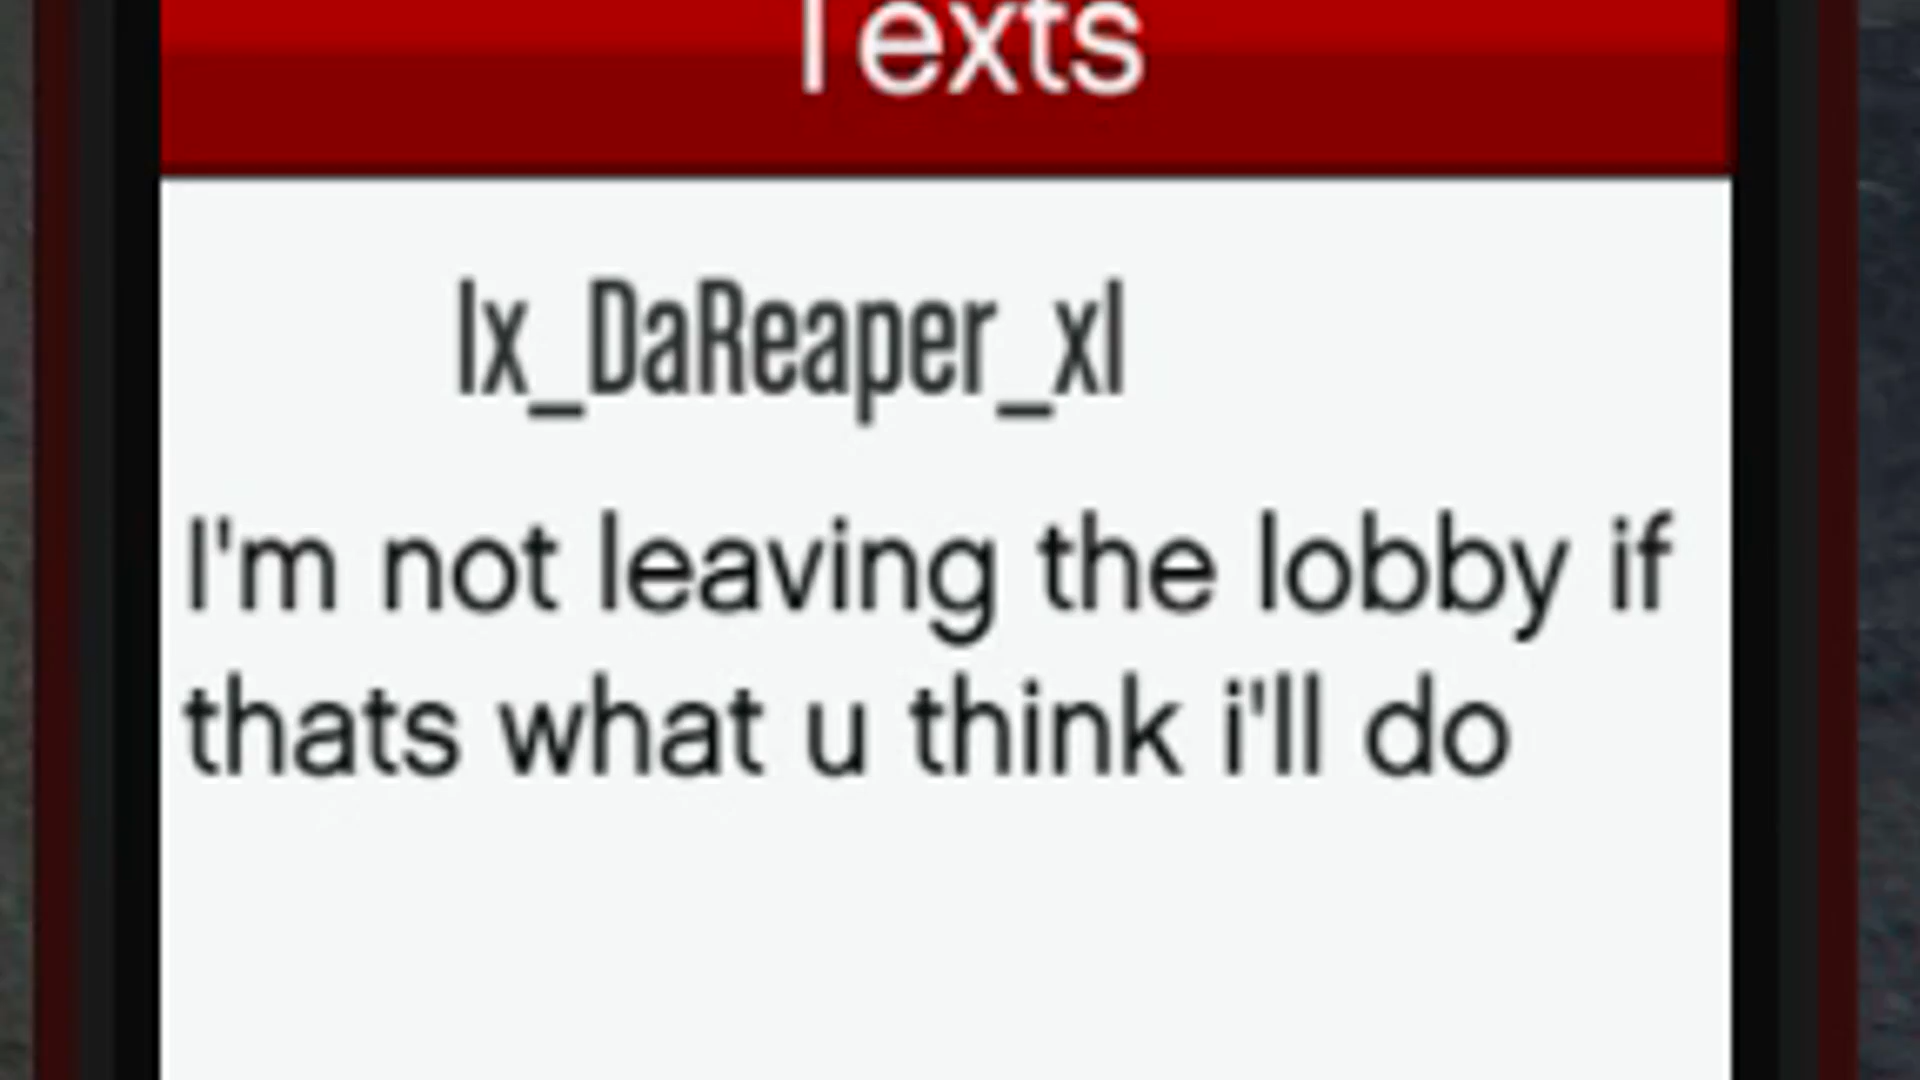 Texts
lx_DaReaper_xl
I'm not leaving the lobby if
thats what u think i'll do